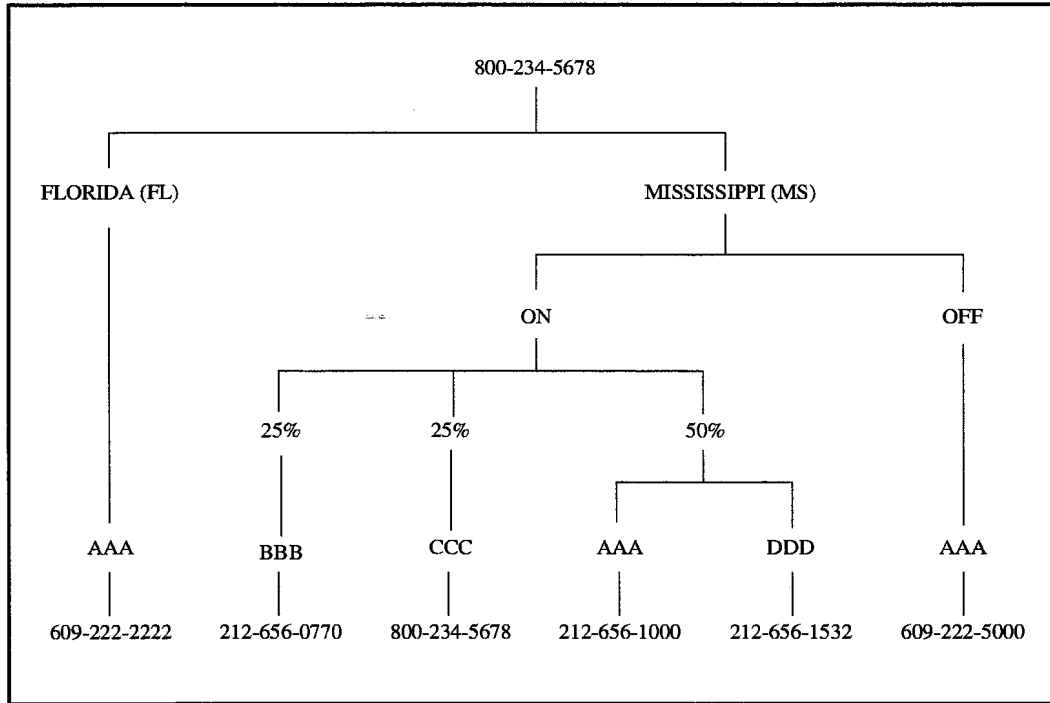 800-234-5678
FLORIDA (FL) MISSISSIPPI (MS)
ON OFF
25% 25% 50%
AAA BBB CCC AAA DDD AAA
609-222-2222 212-656-0770 800-234-5678 212-656-1000 212-656-1532 609-222-5000